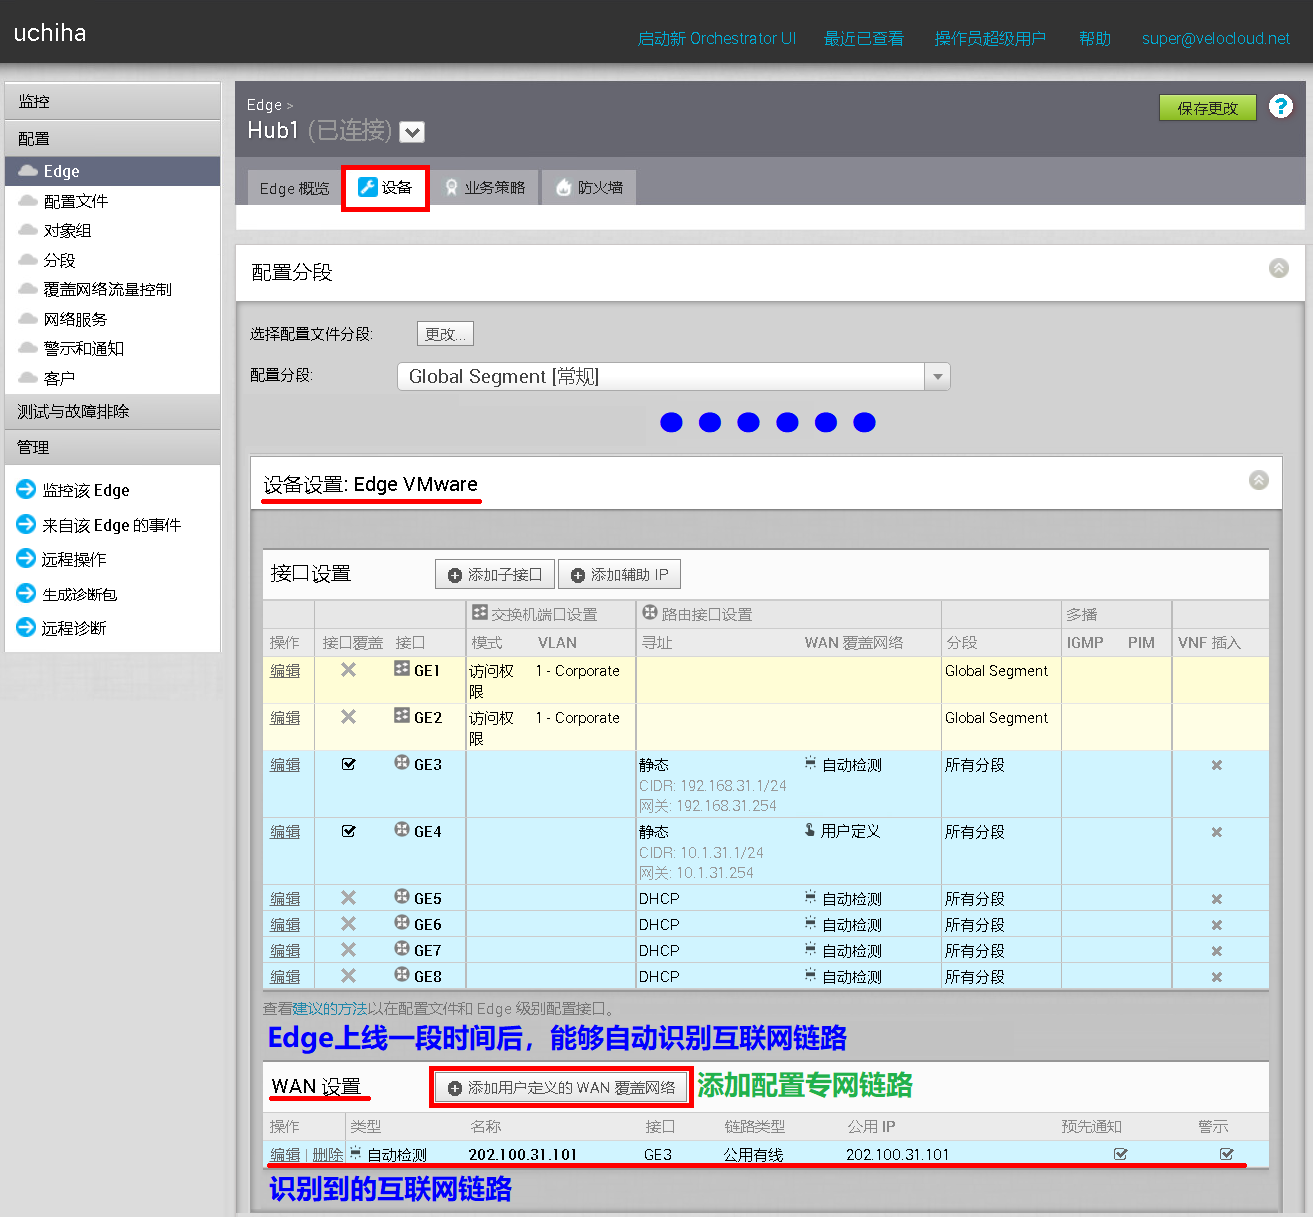 uchiha
启动新 Orchestrator UI 最近已查看 操作员超级用户 帮助 super@velocloud.net
监控
配置
Edge
配置文件
对象组
分段
覆盖网络流量控制
网络服务
警示和通知
客户
测试与故障排除
管理
监控该 Edge
来自该 Edge 的事件
远程操作
生成诊断包
远程诊断
Edge >
Hub1 (已连接)
保存更改
?
Edge 概览 设备 业务策略 防火墙
配置分段
选择配置文件分段: 更改...
配置分段: Global Segment [常规]
设备设置: Edge VMware
接口设置 添加子接口 添加辅助 IP
交换机端口设置 路由接口设置 多播
操作 接口覆盖 接口 模式 VLAN 寻址 WAN 覆盖网络 分段 IGMP PIM VNF 插入
编辑 GE1 访问权 1 - Corporate Global Segment
限
编辑 GE2 访问权 1 - Corporate Global Segment
限
编辑 GE3 静态 自动检测 所有分段
CIDR: 192.168.31.1/24
网关: 192.168.31.254
编辑 GE4 静态 用户定义 所有分段
CIDR: 10.1.31.1/24
网关: 10.1.31.254
编辑 GE5 DHCP 自动检测 所有分段
编辑 GE6 DHCP 自动检测 所有分段
编辑 GE7 DHCP 自动检测 所有分段
编辑 GE8 DHCP 自动检测 所有分段
查看建议的方法以在配置文件和 Edge 级别配置接口。
Edge上线一段时间后，能够自动识别互联网链路
WAN 设置 添加用户定义的 WAN 覆盖网络 添加配置专网链路
操作 类型 名称 接口 链路类型 公用 IP 预先通知 警示
编辑 | 删除 自动检测 202.100.31.101 GE3 公用有线 202.100.31.101
识别到的互联网链路